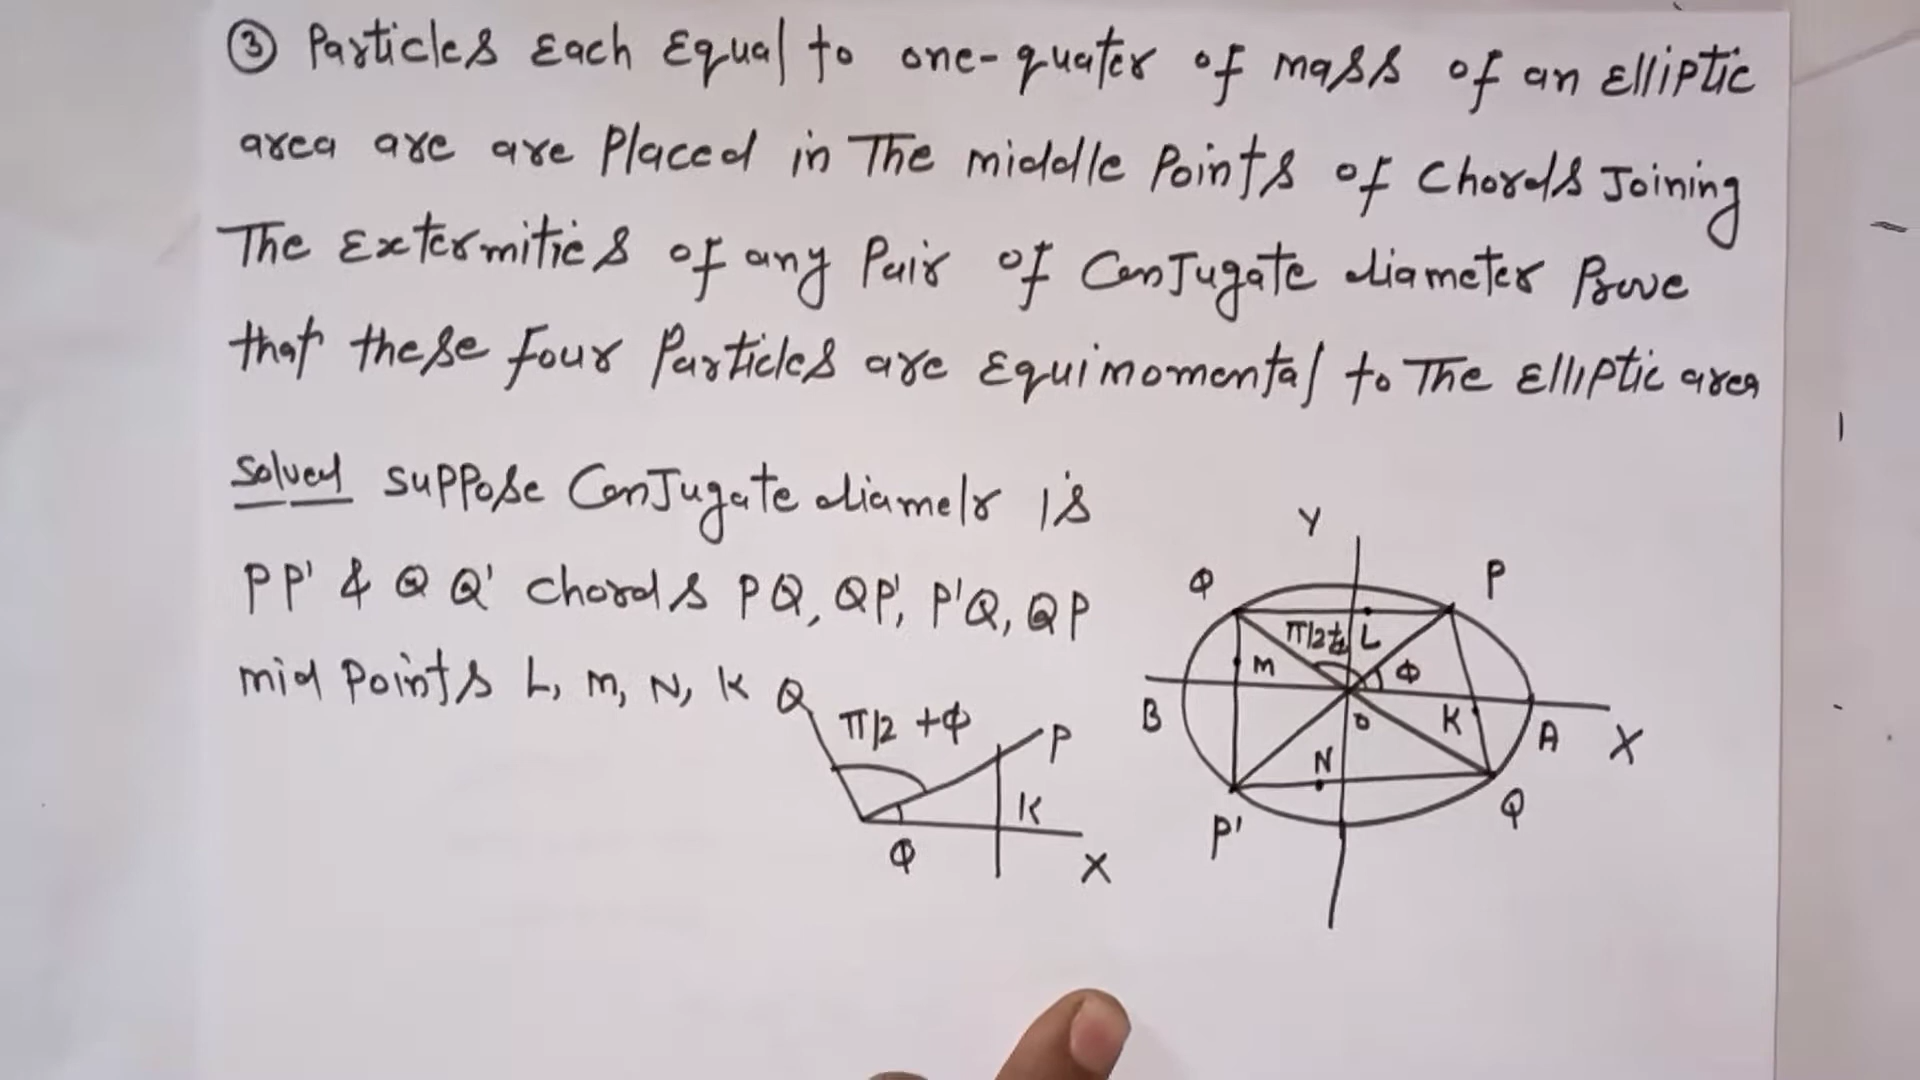 ③ Particles Each Equal to one-quater of mass of an Elliptic
area are are Placed in The middle Points of Chords Joining
The Extermities of any Pair of Conjugate diameter Prove
that these four Particles are Equimomental to The Elliptic area
Solved Suppose Conjugate diametr is
PP' & QQ' chords PQ, QP', P'Q, QP
mid Points L, M, N, K
Q
π/2 + Φ
P
K
Φ
X
Y
Φ
P
L
M
Φ
B
O
K
A
X
N
P'
Q